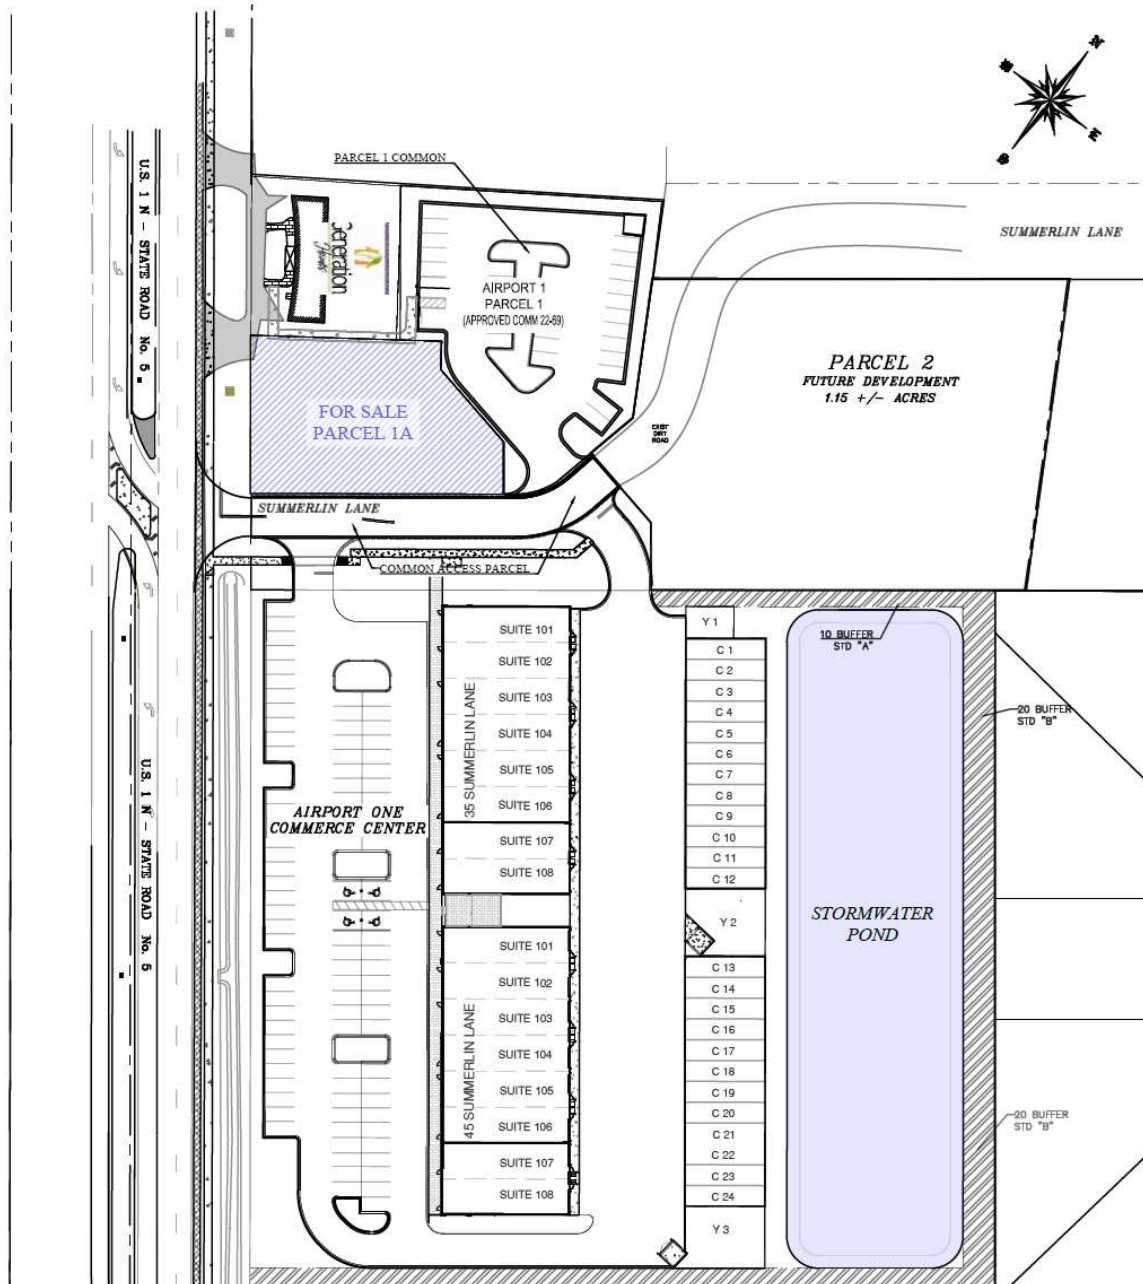 N
E
S
PARCEL 1 COMMON
U.S. 1 N - STATE ROAD No. 5
Generation
Homes
SUMMERLIN LANE
AIRPORT 1
PARCEL 1
(APPROVED COMM 22-69)
PARCEL 2
FUTURE DEVELOPMENT
1.15 +/- ACRES
FOR SALE
PARCEL 1A
EXIST
DIRT
ROAD
SUMMERLIN LANE
COMMON ACCESS PARCEL
SUITE 101
SUITE 102
SUITE 103
SUITE 104
SUITE 105
SUITE 106
SUITE 107
SUITE 108
35 SUMMERLIN LANE
Y 1
C 1
C 2
C 3
C 4
C 5
C 6
C 7
C 8
C 9
C 10
C 11
C 12
10 BUFFER
STD "A"
20 BUFFER
STD "B"
U.S. 1 N - STATE ROAD No. 5
AIRPORT ONE
COMMERCE CENTER
Y 2
STORMWATER
POND
SUITE 101
SUITE 102
SUITE 103
SUITE 104
SUITE 105
SUITE 106
SUITE 107
SUITE 108
45 SUMMERLIN LANE
C 13
C 14
C 15
C 16
C 17
C 18
C 19
C 20
C 21
C 22
C 23
C 24
Y 3
20 BUFFER
STD "B"